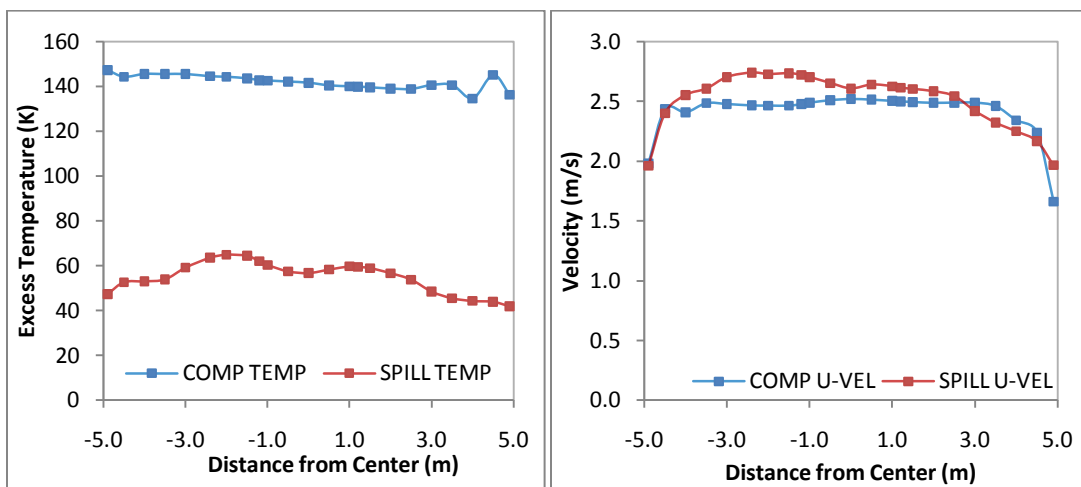 160
140
120
100
80
60
40
20
0
Excess Temperature (K)
COMP TEMP
SPILL TEMP
-5.0 -3.0 -1.0 1.0 3.0 5.0
Distance from Center (m)
3.0
2.5
2.0
1.5
1.0
0.5
0.0
Velocity (m/s)
COMP U-VEL
SPILL U-VEL
-5.0 -3.0 -1.0 1.0 3.0 5.0
Distance from Center (m)